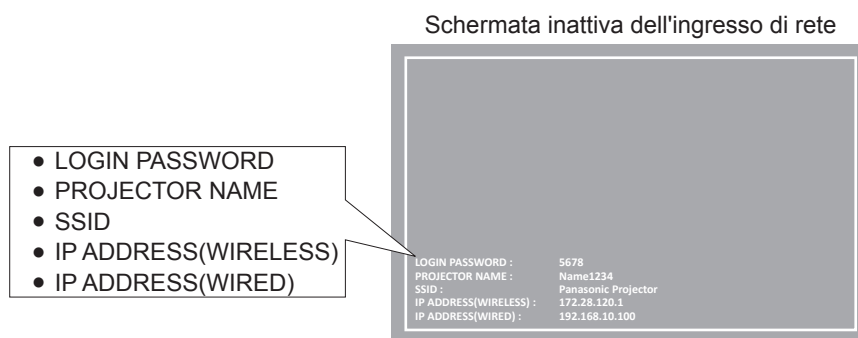 Schermata inattiva dell'ingresso di rete
● LOGIN PASSWORD
● PROJECTOR NAME
● SSID
● IP ADDRESS(WIRELESS)
● IP ADDRESS(WIRED)
LOGIN PASSWORD : 5678
PROJECTOR NAME : Name1234
SSID : Panasonic Projector
IP ADDRESS(WIRELESS) : 172.28.120.1
IP ADDRESS(WIRED) : 192.168.10.100